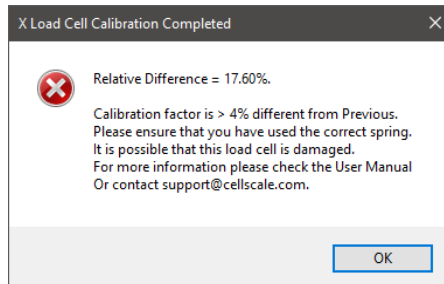 X Load Cell Calibration Completed
Relative Difference = 17.60%.
Calibration factor is > 4% different from Previous.
Please ensure that you have used the correct spring.
It is possible that this load cell is damaged.
For more information please check the User Manual
Or contact support@cellscale.com.
OK